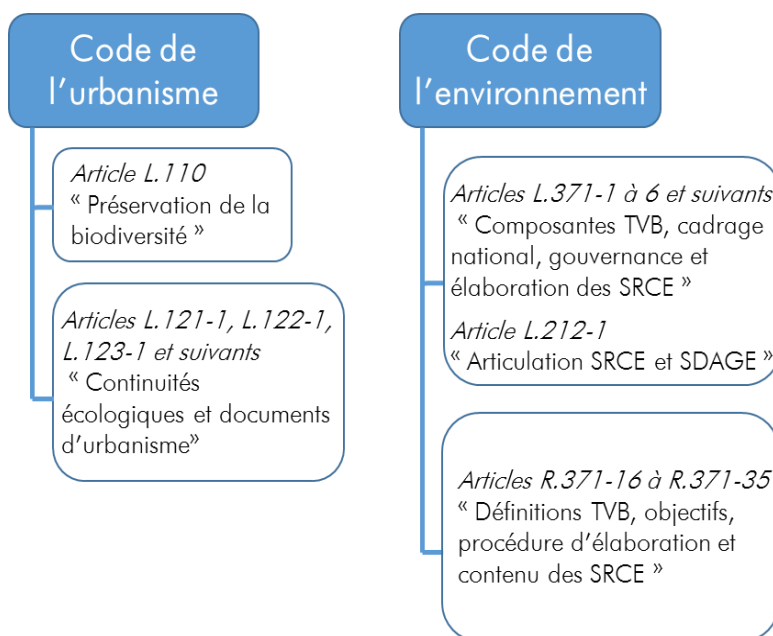 Code de
l'urbanisme
Article L.110
« Préservation de la
biodiversité »
Articles L.121-1, L.122-1,
L.123-1 et suivants
« Continuités
écologiques et documents
d'urbanisme»
Code de
l'environnement
Articles L.371-1 à 6 et suivants
« Composantes TVB, cadrage
national, gouvernance et
élaboration des SRCE »
Article L.212-1
« Articulation SRCE et SDAGE »
Articles R.371-16 à R.371-35
« Définitions TVB, objectifs,
procédure d'élaboration et
contenu des SRCE »